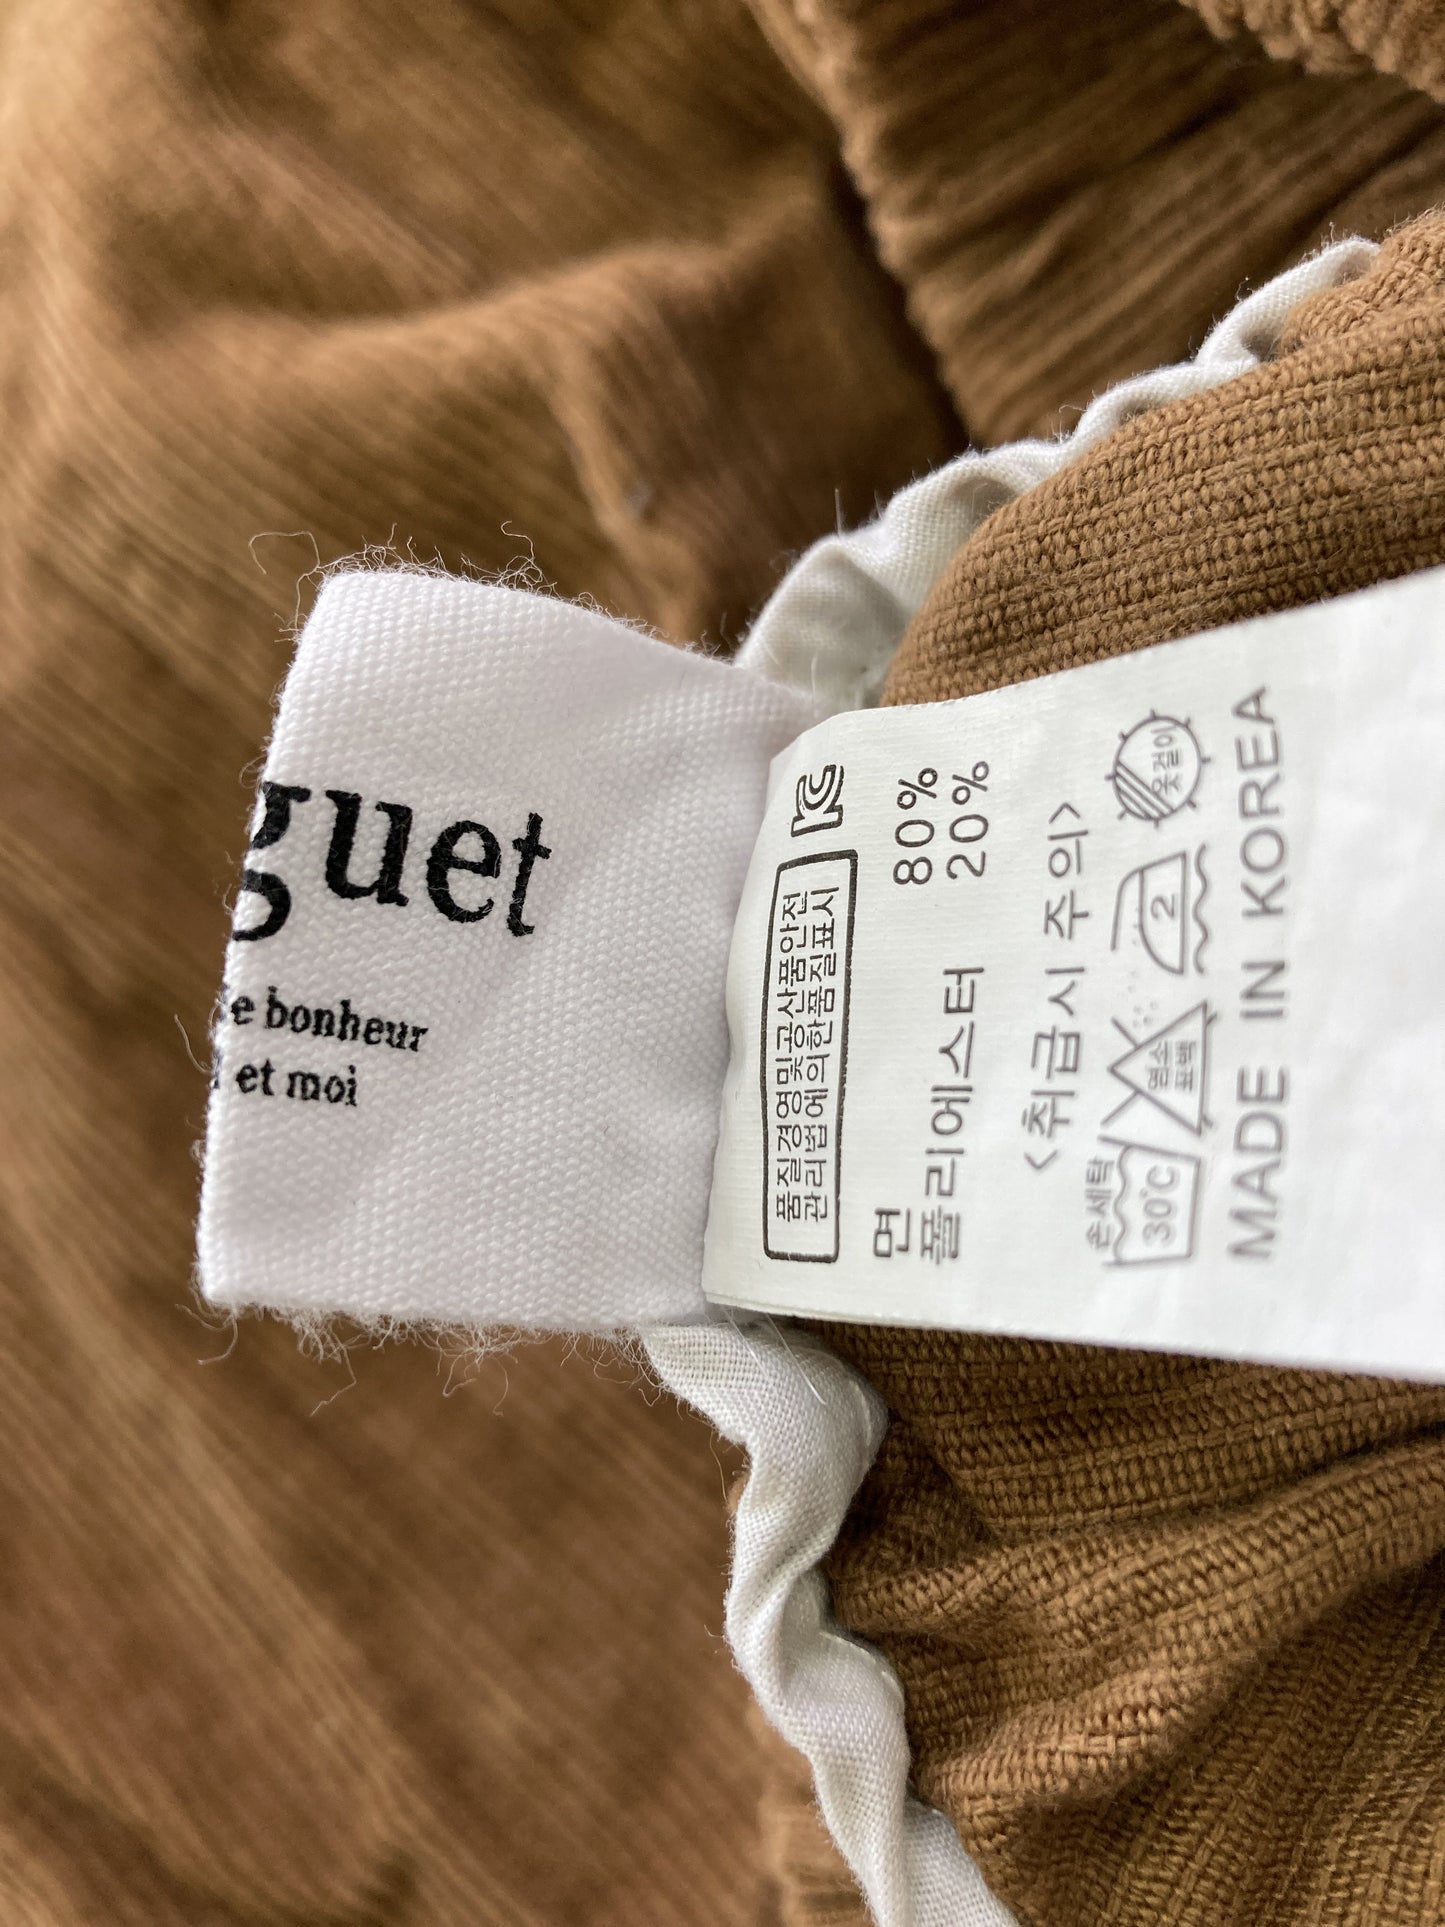 guet
e bonheur
et moi
품질경영및공산품안전
관리법에의한품질표시
면 80%
폴리에스터 20%
<취급시 주의>
손세탁
30℃
염소
표백
2
옷걸이
MADE IN KOREA